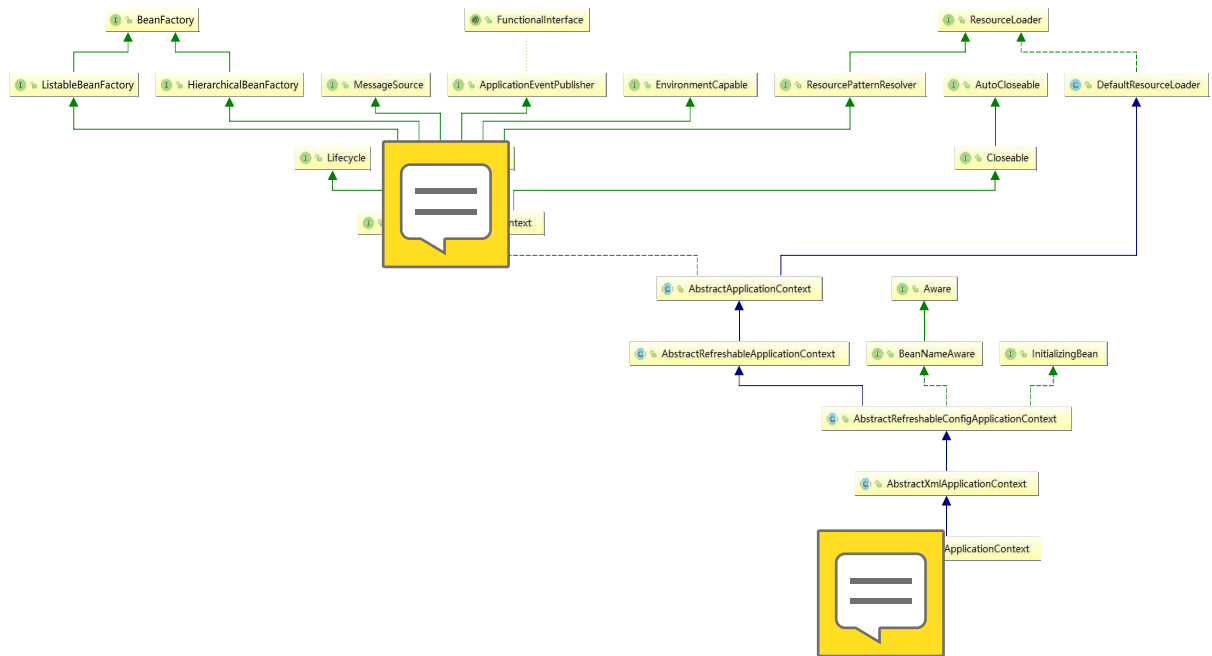 BeanFactory
FunctionalInterface
ResourceLoader
ListableBeanFactory
HierarchicalBeanFactory
MessageSource
ApplicationEventPublisher
EnvironmentCapable
ResourcePatternResolver
AutoCloseable
DefaultResourceLoader
Lifecycle
Closeable
ntext
AbstractApplicationContext
Aware
AbstractRefreshableApplicationContext
BeanNameAware
InitializingBean
AbstractRefreshableConfigApplicationContext
AbstractXmlApplicationContext
ApplicationContext